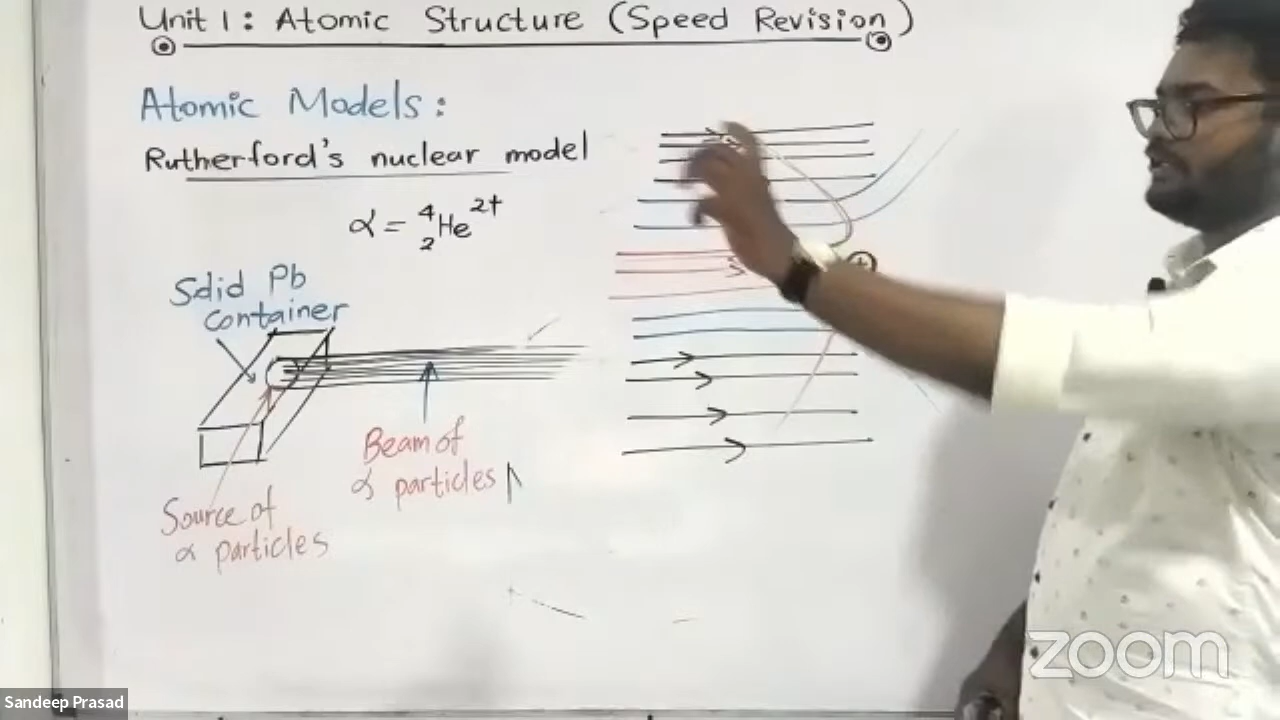 Unit 1: Atomic Structure (Speed Revision)
Atomic Models:
Rutherford's nuclear model
α = ⁴₂He²⁺
Solid Pb
Container
Beam of
α particles
Source of
α particles
+
zoom
Sandeep Prasad